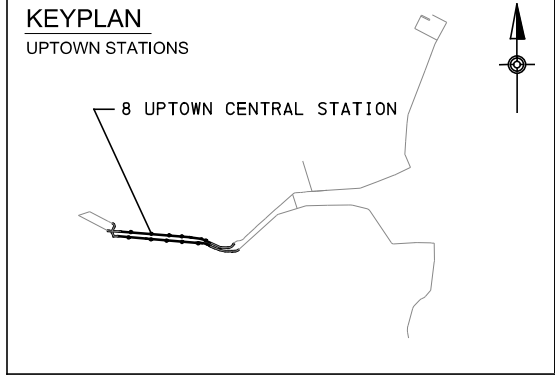 KEYPLAN
UPTOWN STATIONS
8 UPTOWN CENTRAL STATION